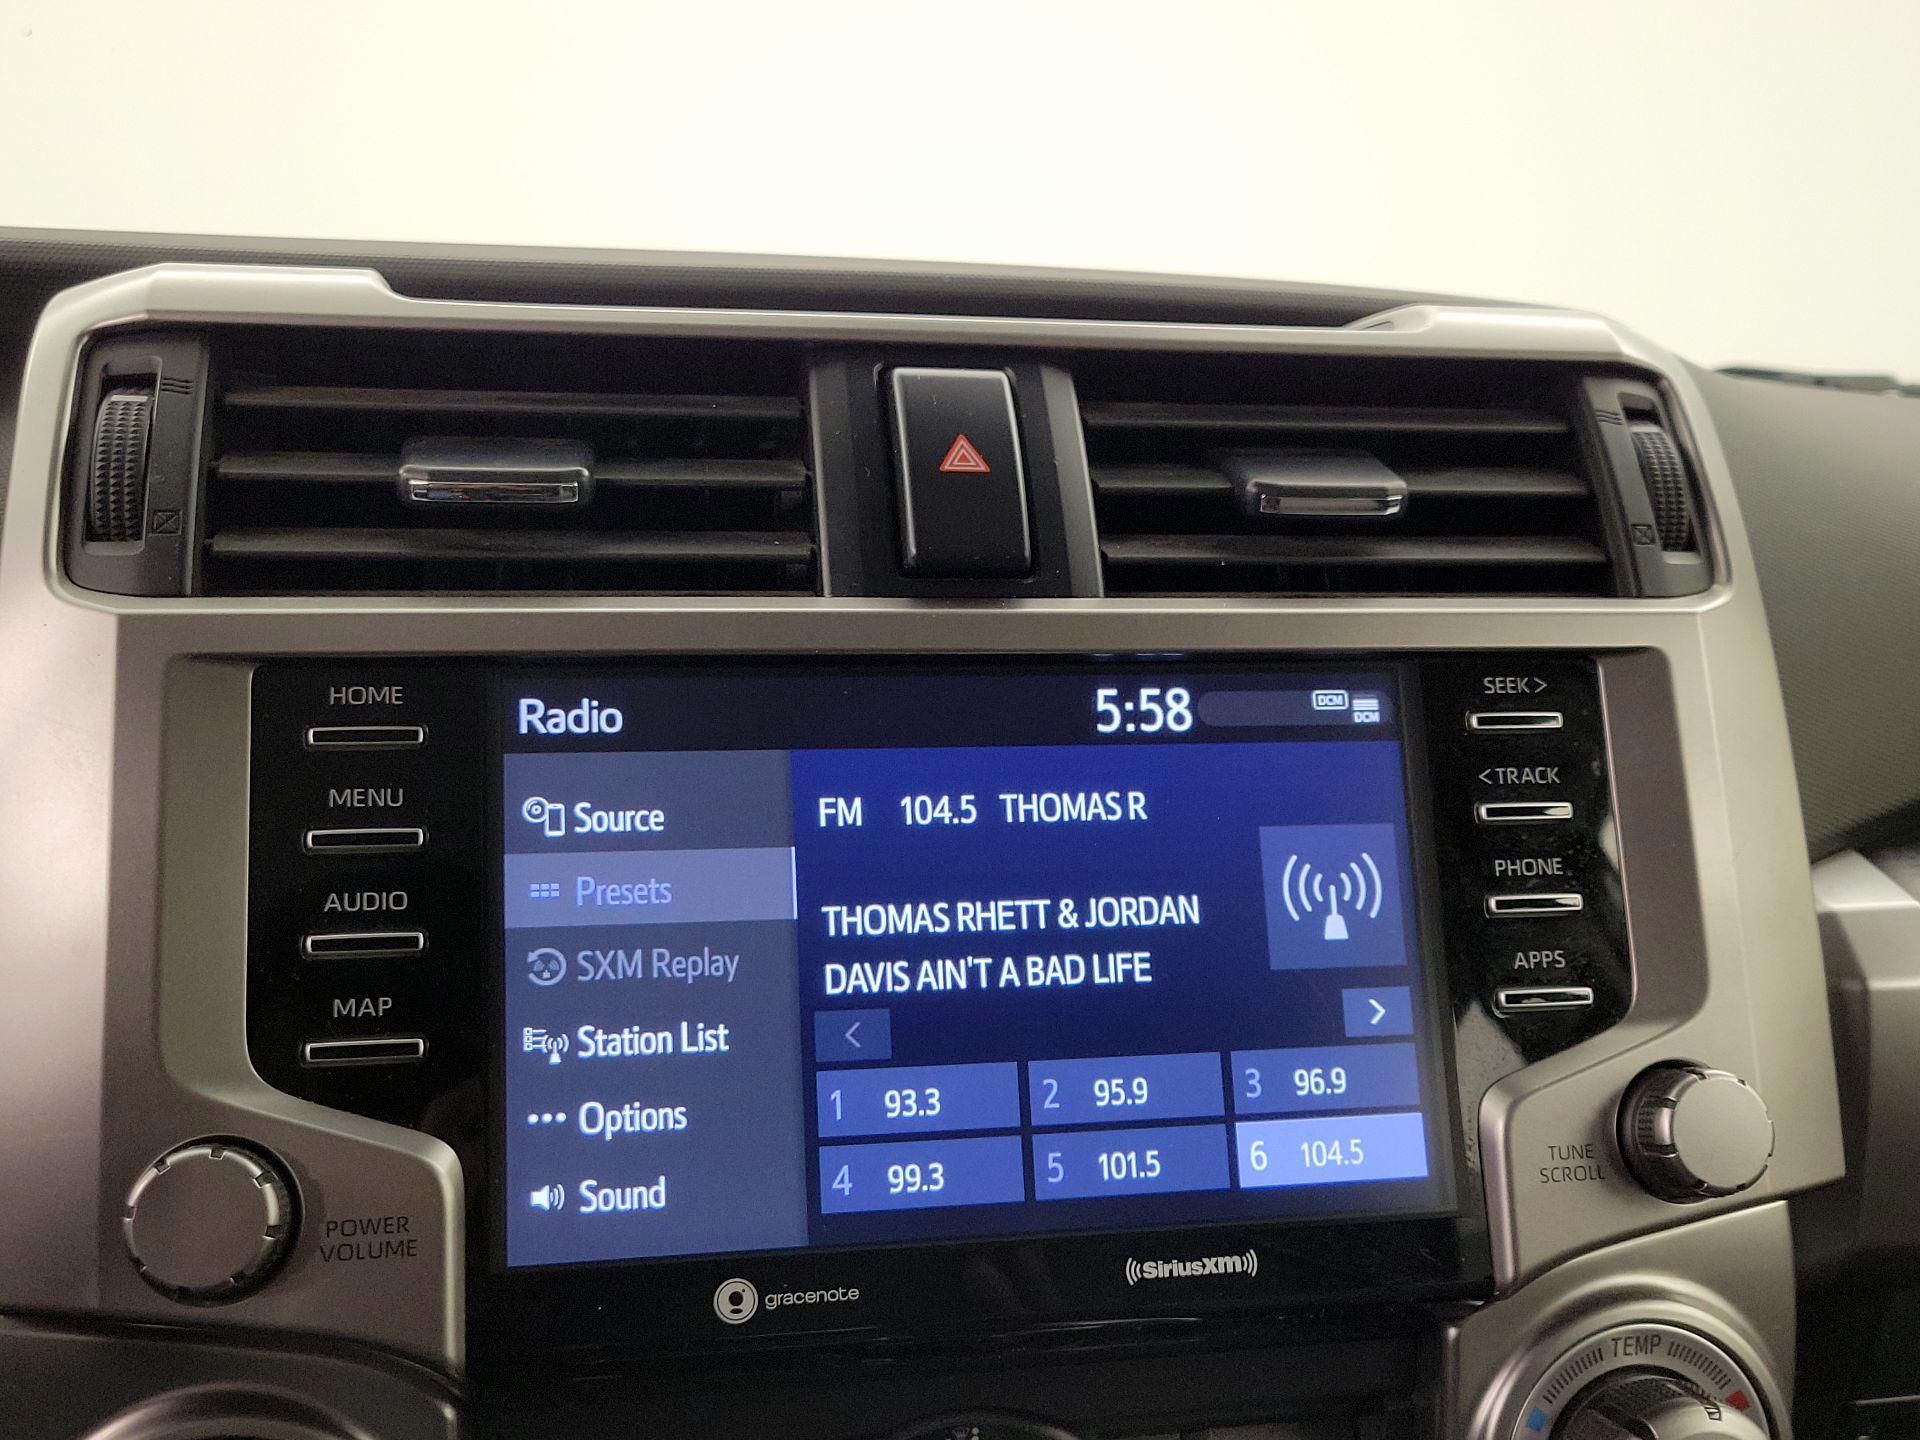 HOME
MENU
AUDIO
MAP
POWER
VOLUME
Radio
5:58
DCM
DCM
Source
Presets
SXM Replay
Station List
Options
Sound
FM 104.5 THOMAS R
THOMAS RHETT & JORDAN
DAVIS AIN'T A BAD LIFE
<
>
1 93.3
2 95.9
3 96.9
4 99.3
5 101.5
6 104.5
gracenote
SiriusXM
SEEK >
< TRACK
PHONE
APPS
TUNE
SCROLL
TEMP